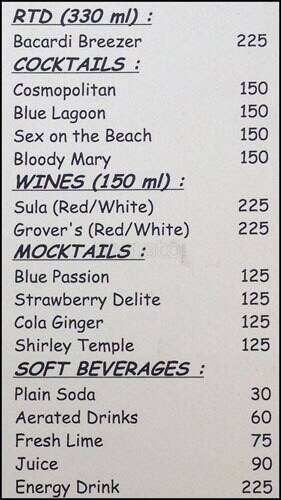 RTD (330 ml) :
Bacardi Breezer 225
COCKTAILS :
Cosmopolitan 150
Blue Lagoon 150
Sex on the Beach 150
Bloody Mary 150
WINES (150 ml) :
Sula (Red/White) 225
Grover's (Red/White) 225
MOCKTAILS :
Blue Passion 125
Strawberry Delite 125
Cola Ginger 125
Shirley Temple 125
SOFT BEVERAGES :
Plain Soda 30
Aerated Drinks 60
Fresh Lime 75
Juice 90
Energy Drink 225